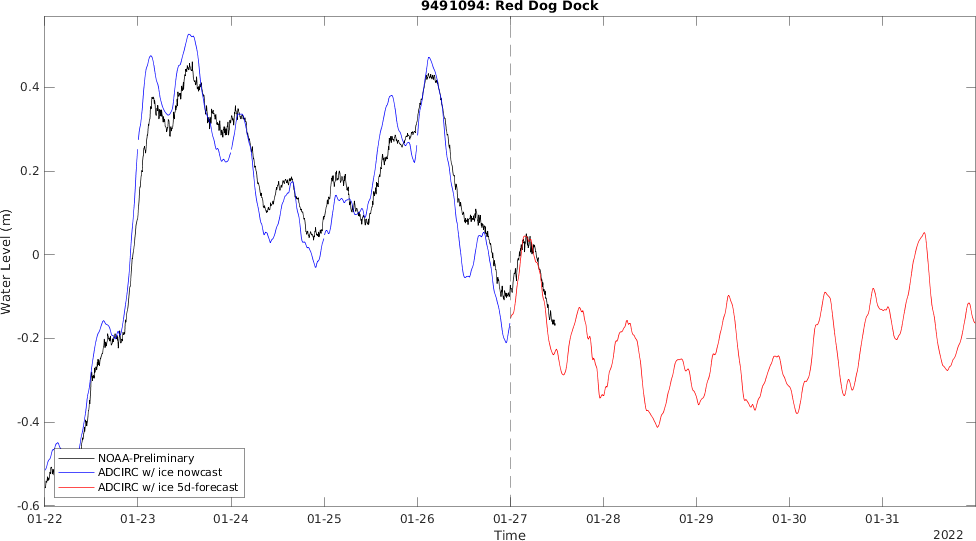 9491094: Red Dog Dock
Water Level (m)
0.4
0.2
0
-0.2
-0.4
-0.6
NOAA-Preliminary
ADCIRC w/ ice nowcast
ADCIRC w/ ice 5d-forecast
01-22 01-23 01-24 01-25 01-26 01-27 01-28 01-29 01-30 01-31
Time
2022